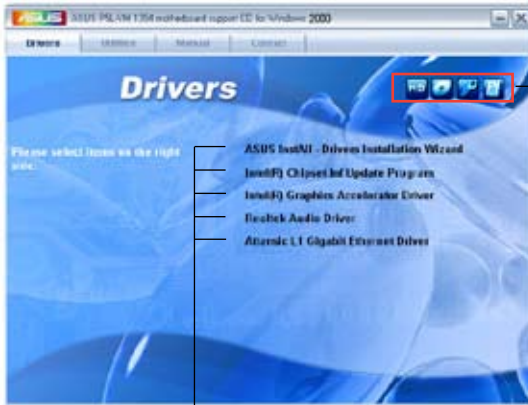 ASUS P5LVM 1394 motherboard support CD for Windows 2000
Drivers Utilities Manual Contact
Drivers
Please select items on the right
side.
ASUS InstAll - Drivers Installation Wizard
Intel(R) Chipset Inf Update Program
Intel(R) Graphics Accelerator Driver
Realtek Audio Driver
Attansic L1 Gigabit Ethernet Driver